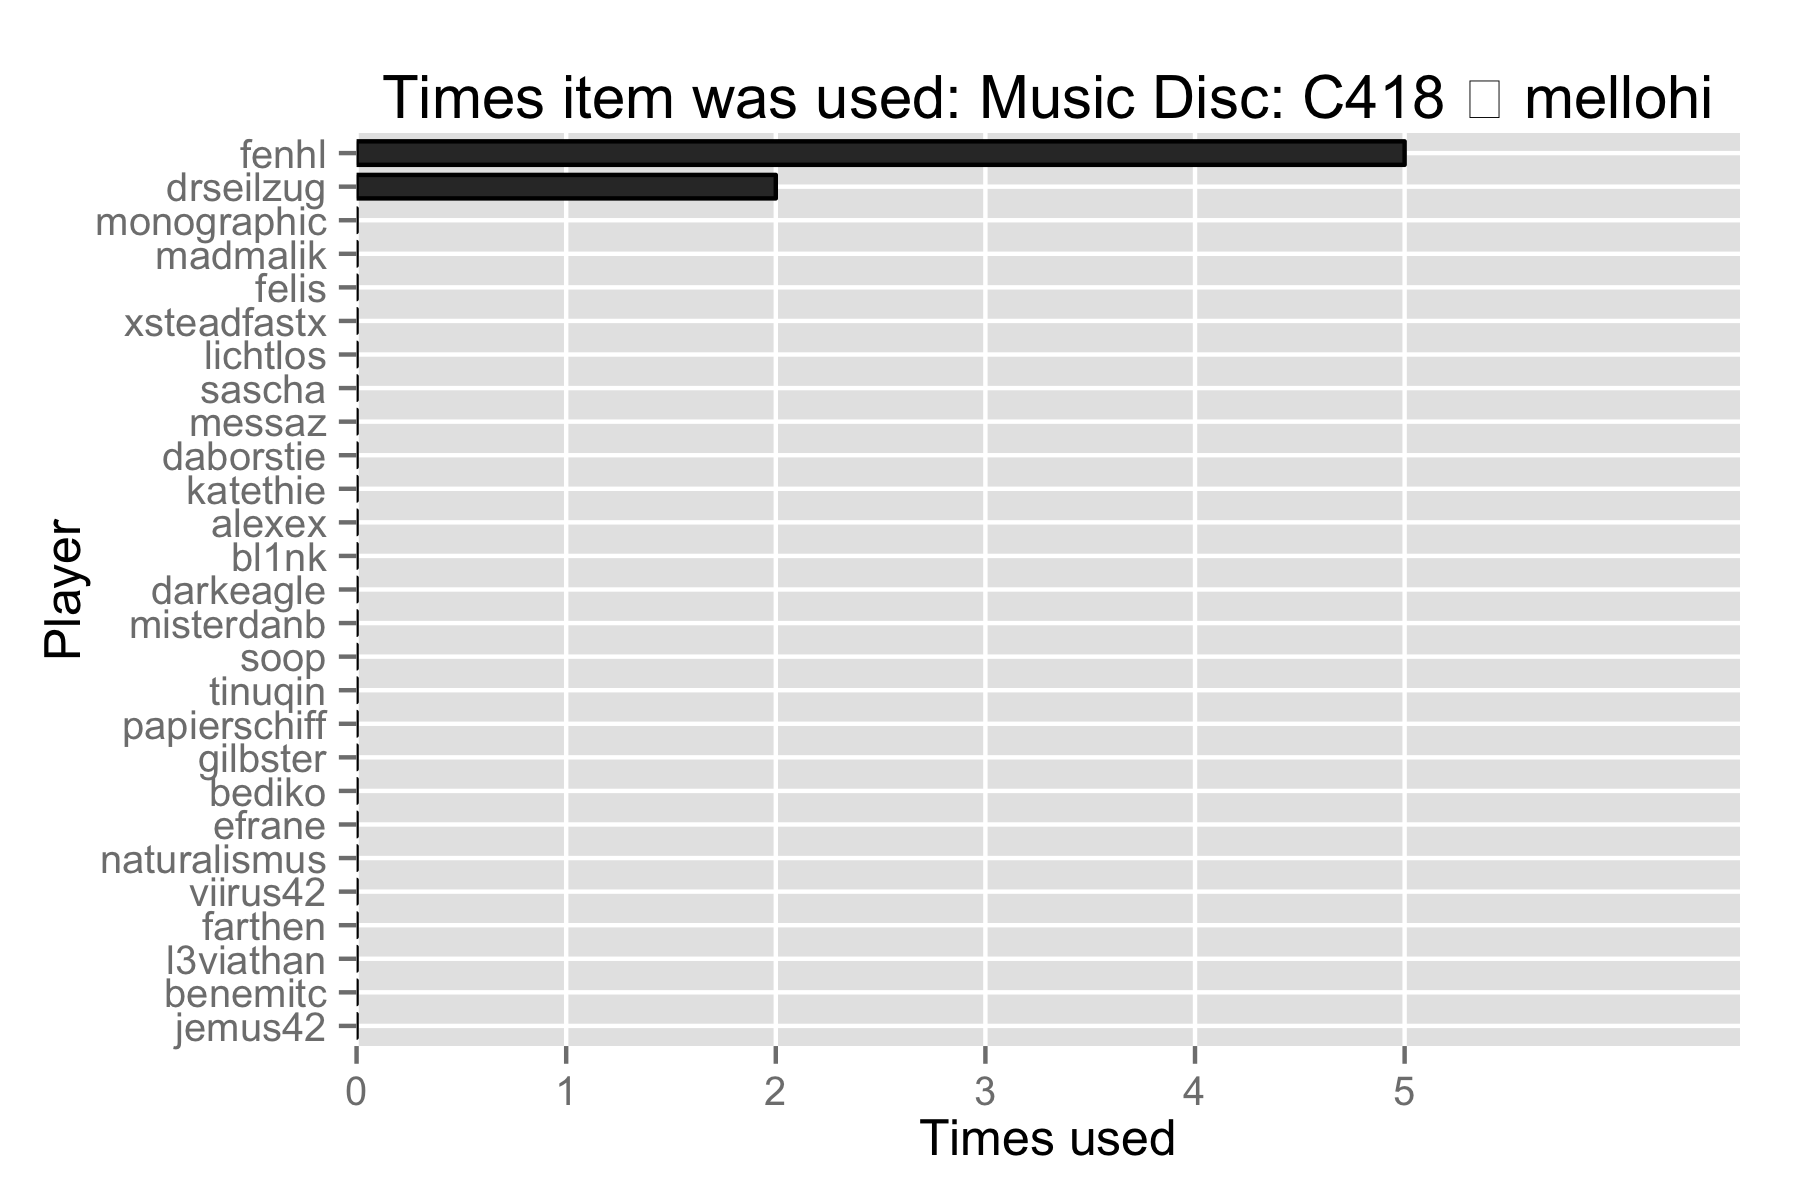 Times item was used: Music Disc: C418 □ mellohi
fenhl
drseilzug
monographic
madmalik
felis
xsteadfastx
lichtlos
sascha
messaz
daborstie
katethie
alexex
bl1nk
darkeagle
misterdanb
soop
tinuqin
papierschiff
gilbster
bediko
efrane
naturalismus
viirus42
farthen
l3viathan
benemitc
jemus42
Player
0 1 2 3 4 5
Times used